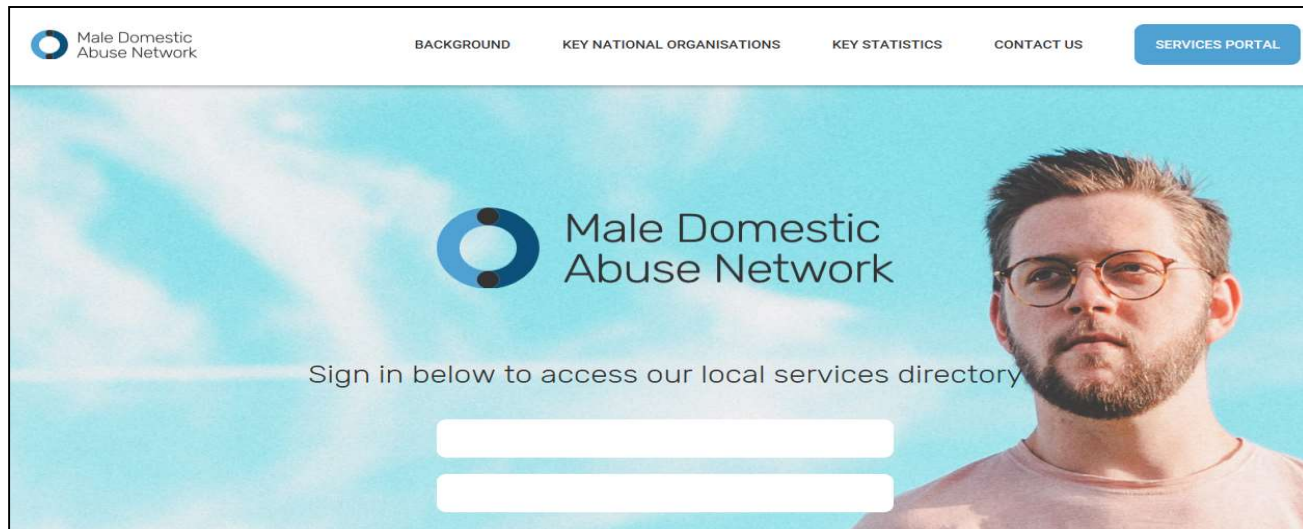 Male Domestic
Abuse Network
BACKGROUND
KEY NATIONAL ORGANISATIONS
KEY STATISTICS
CONTACT US
SERVICES PORTAL
Male Domestic
Abuse Network
Sign in below to access our local services directory